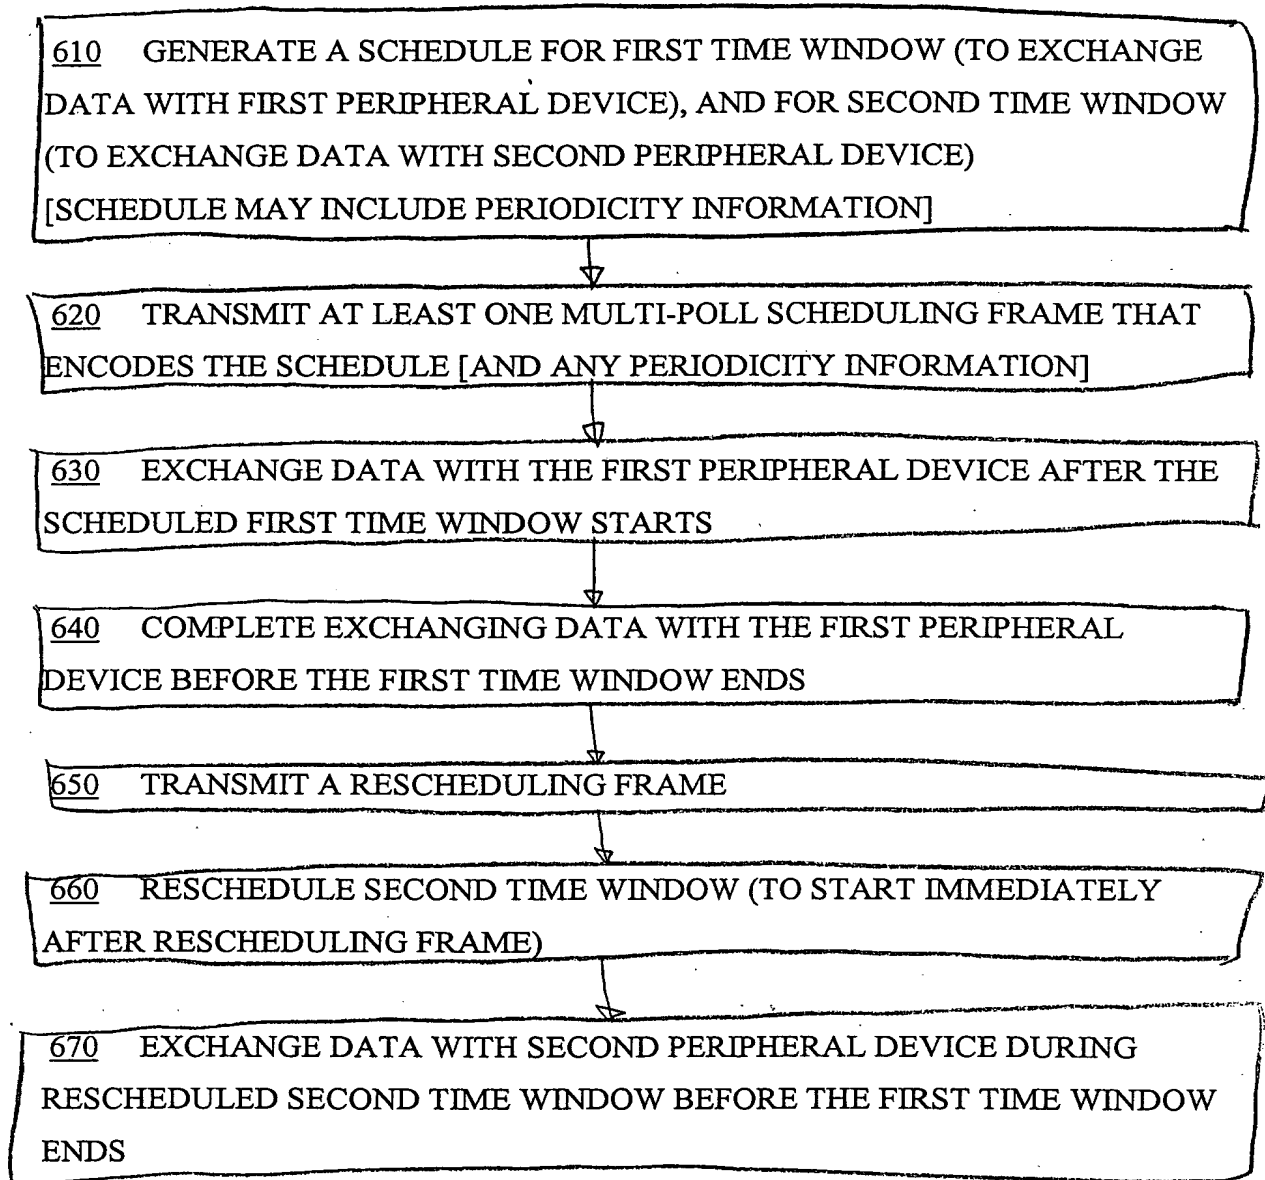 610 GENERATE A SCHEDULE FOR FIRST TIME WINDOW (TO EXCHANGE
DATA WITH FIRST PERIPHERAL DEVICE), AND FOR SECOND TIME WINDOW
(TO EXCHANGE DATA WITH SECOND PERIPHERAL DEVICE)
[SCHEDULE MAY INCLUDE PERIODICITY INFORMATION]
620 TRANSMIT AT LEAST ONE MULTI-POLL SCHEDULING FRAME THAT
ENCODES THE SCHEDULE [AND ANY PERIODICITY INFORMATION]
630 EXCHANGE DATA WITH THE FIRST PERIPHERAL DEVICE AFTER THE
SCHEDULED FIRST TIME WINDOW STARTS
640 COMPLETE EXCHANGING DATA WITH THE FIRST PERIPHERAL
DEVICE BEFORE THE FIRST TIME WINDOW ENDS
650 TRANSMIT A RESCHEDULING FRAME
660 RESCHEDULE SECOND TIME WINDOW (TO START IMMEDIATELY
AFTER RESCHEDULING FRAME)
670 EXCHANGE DATA WITH SECOND PERIPHERAL DEVICE DURING
RESCHEDULED SECOND TIME WINDOW BEFORE THE FIRST TIME WINDOW
ENDS